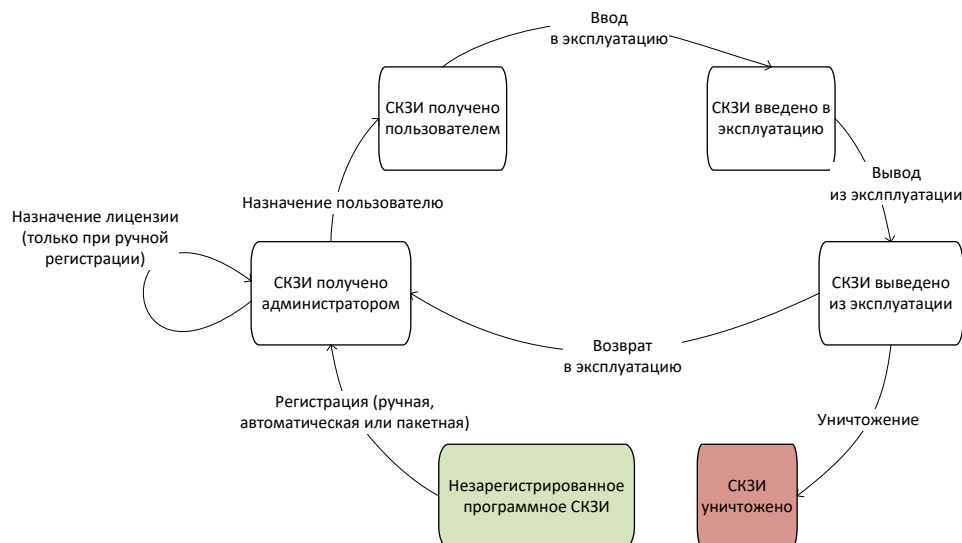 Ввод
в эксплуатацию
СКЗИ получено
пользователем
СКЗИ введено в
эксплуатацию
Вывод
из экслплуатации
Назначение пользователю
Назначение лицензии
(только при ручной
регистрации)
СКЗИ получено
администратором
СКЗИ выведено
из эксплуатации
Возврат
в эксплуатацию
Регистрация (ручная,
автоматическая или пакетная)
Уничтожение
Незарегистрированное
программное СКЗИ
СКЗИ
уничтожено